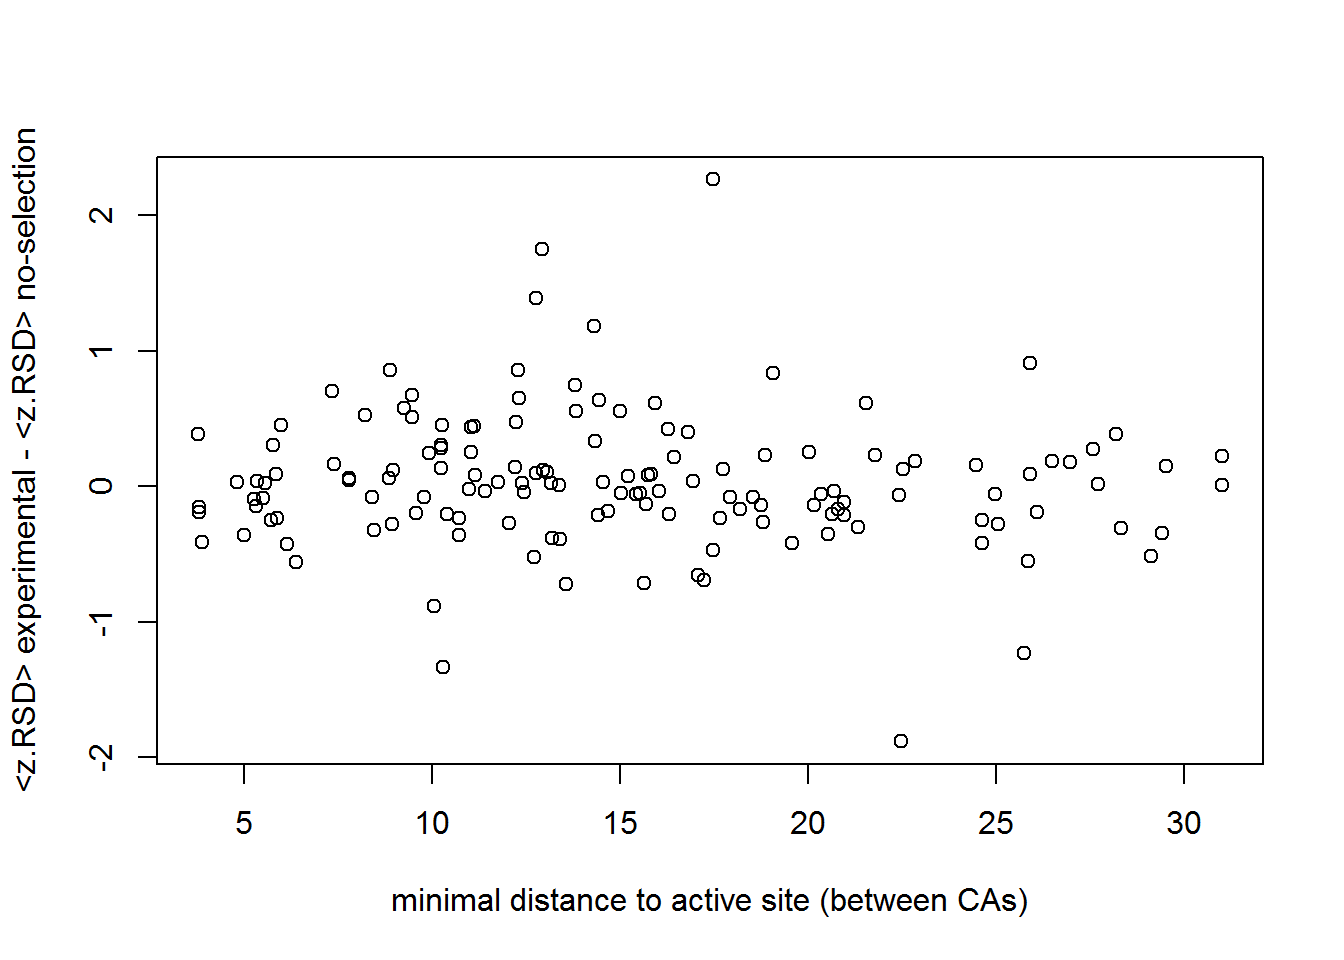 <z.RSD> experimental - <z.RSD> no-selection
2
1
0
-1
-2
5 10 15 20 25 30
minimal distance to active site (between CAs)